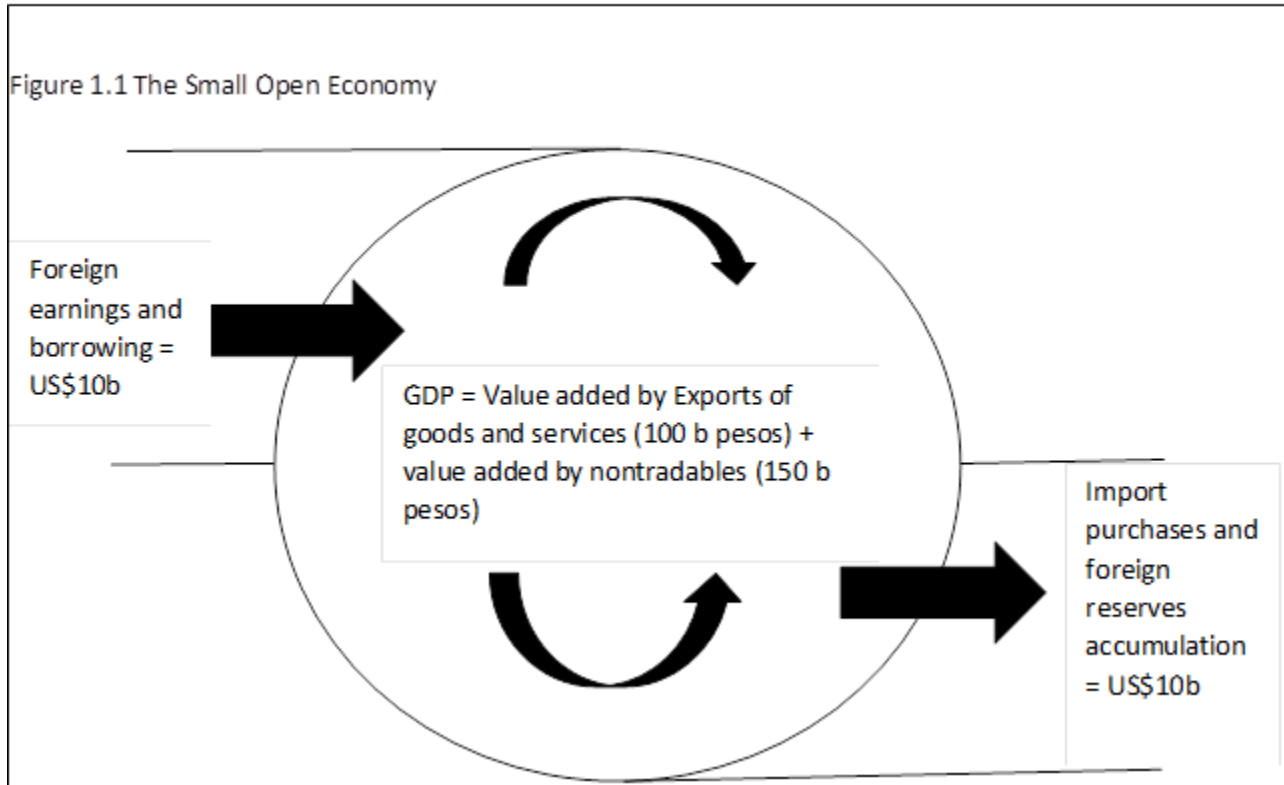 Figure 1.1 The Small Open Economy
Foreign
earnings and
borrowing =
US$10b
GDP = Value added by Exports of
goods and services (100 b pesos) +
value added by nontradables (150 b
pesos)
Import
purchases and
foreign
reserves
accumulation
= US$10b